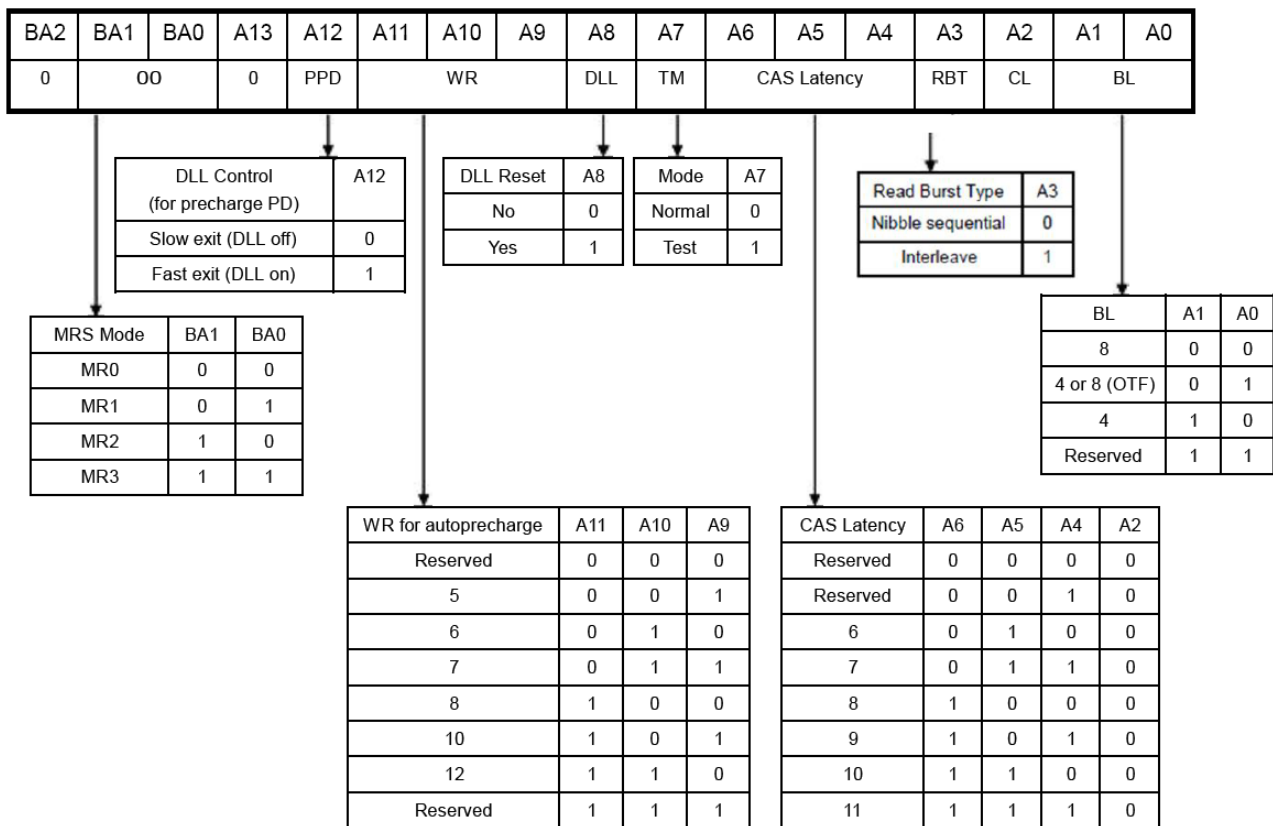 BA2 BA1 BA0 A13 A12 A11 A10 A9 A8 A7 A6 A5 A4 A3 A2 A1 A0
0 00 0 PPD WR DLL TM CAS Latency RBT CL BL
DLL Control A12
(for precharge PD)
Slow exit (DLL off) 0
Fast exit (DLL on) 1
DLL Reset A8
No 0
Yes 1
Mode A7
Normal 0
Test 1
Read Burst Type A3
Nibble sequential 0
Interleave 1
MRS Mode BA1 BA0
MR0 0 0
MR1 0 1
MR2 1 0
MR3 1 1
BL A1 A0
8 0 0
4 or 8 (OTF) 0 1
4 1 0
Reserved 1 1
WR for autoprecharge A11 A10 A9
Reserved 0 0 0
5 0 0 1
6 0 1 0
7 0 1 1
8 1 0 0
10 1 0 1
12 1 1 0
Reserved 1 1 1
CAS Latency A6 A5 A4 A2
Reserved 0 0 0 0
Reserved 0 0 1 0
6 0 1 0 0
7 0 1 1 0
8 1 0 0 0
9 1 0 1 0
10 1 1 0 0
11 1 1 1 0